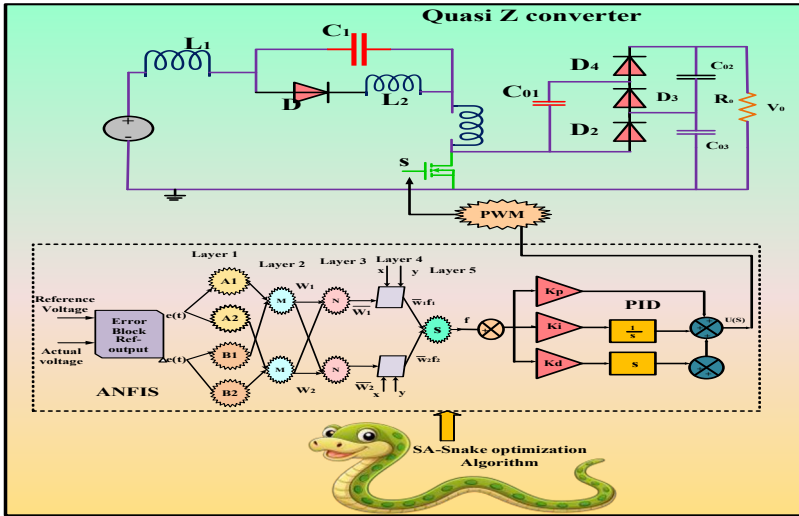 Quasi Z converter
L1
C1
D
L2
S
C01
D4
D3
D2
C02
C03
Ro
Vo
PWM
Layer 1
Layer 2
Layer 3
Layer 4
Layer 5
x
y
Reference
Voltage
Actual
voltage
Error
Block
Ref-
output
e(t)
Δe(t)
A1
A2
B1
B2
M
M
W1
W2
N
N
W̅1
W̅2
w̅1f1
w̅2f2
x
y
S
f
Kp
Ki
Kd
PID
1/s
s
U(S)
ANFIS
SA-Snake optimization
Algorithm